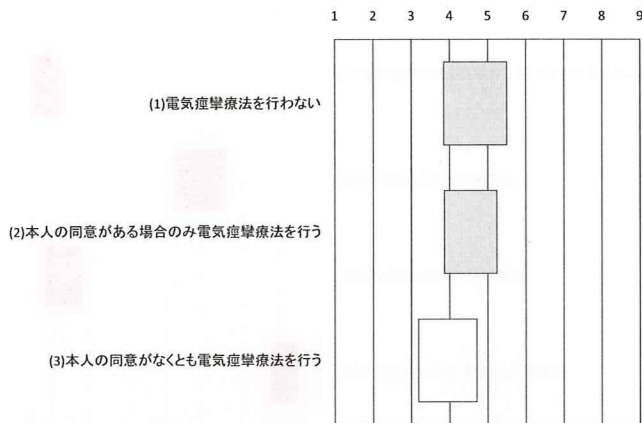 1 2 3 4 5 6 7 8 9
(1)電気痙攣療法を行わない
(2)本人の同意がある場合のみ電気痙攣療法を行う
(3)本人の同意がなくとも電気痙攣療法を行う